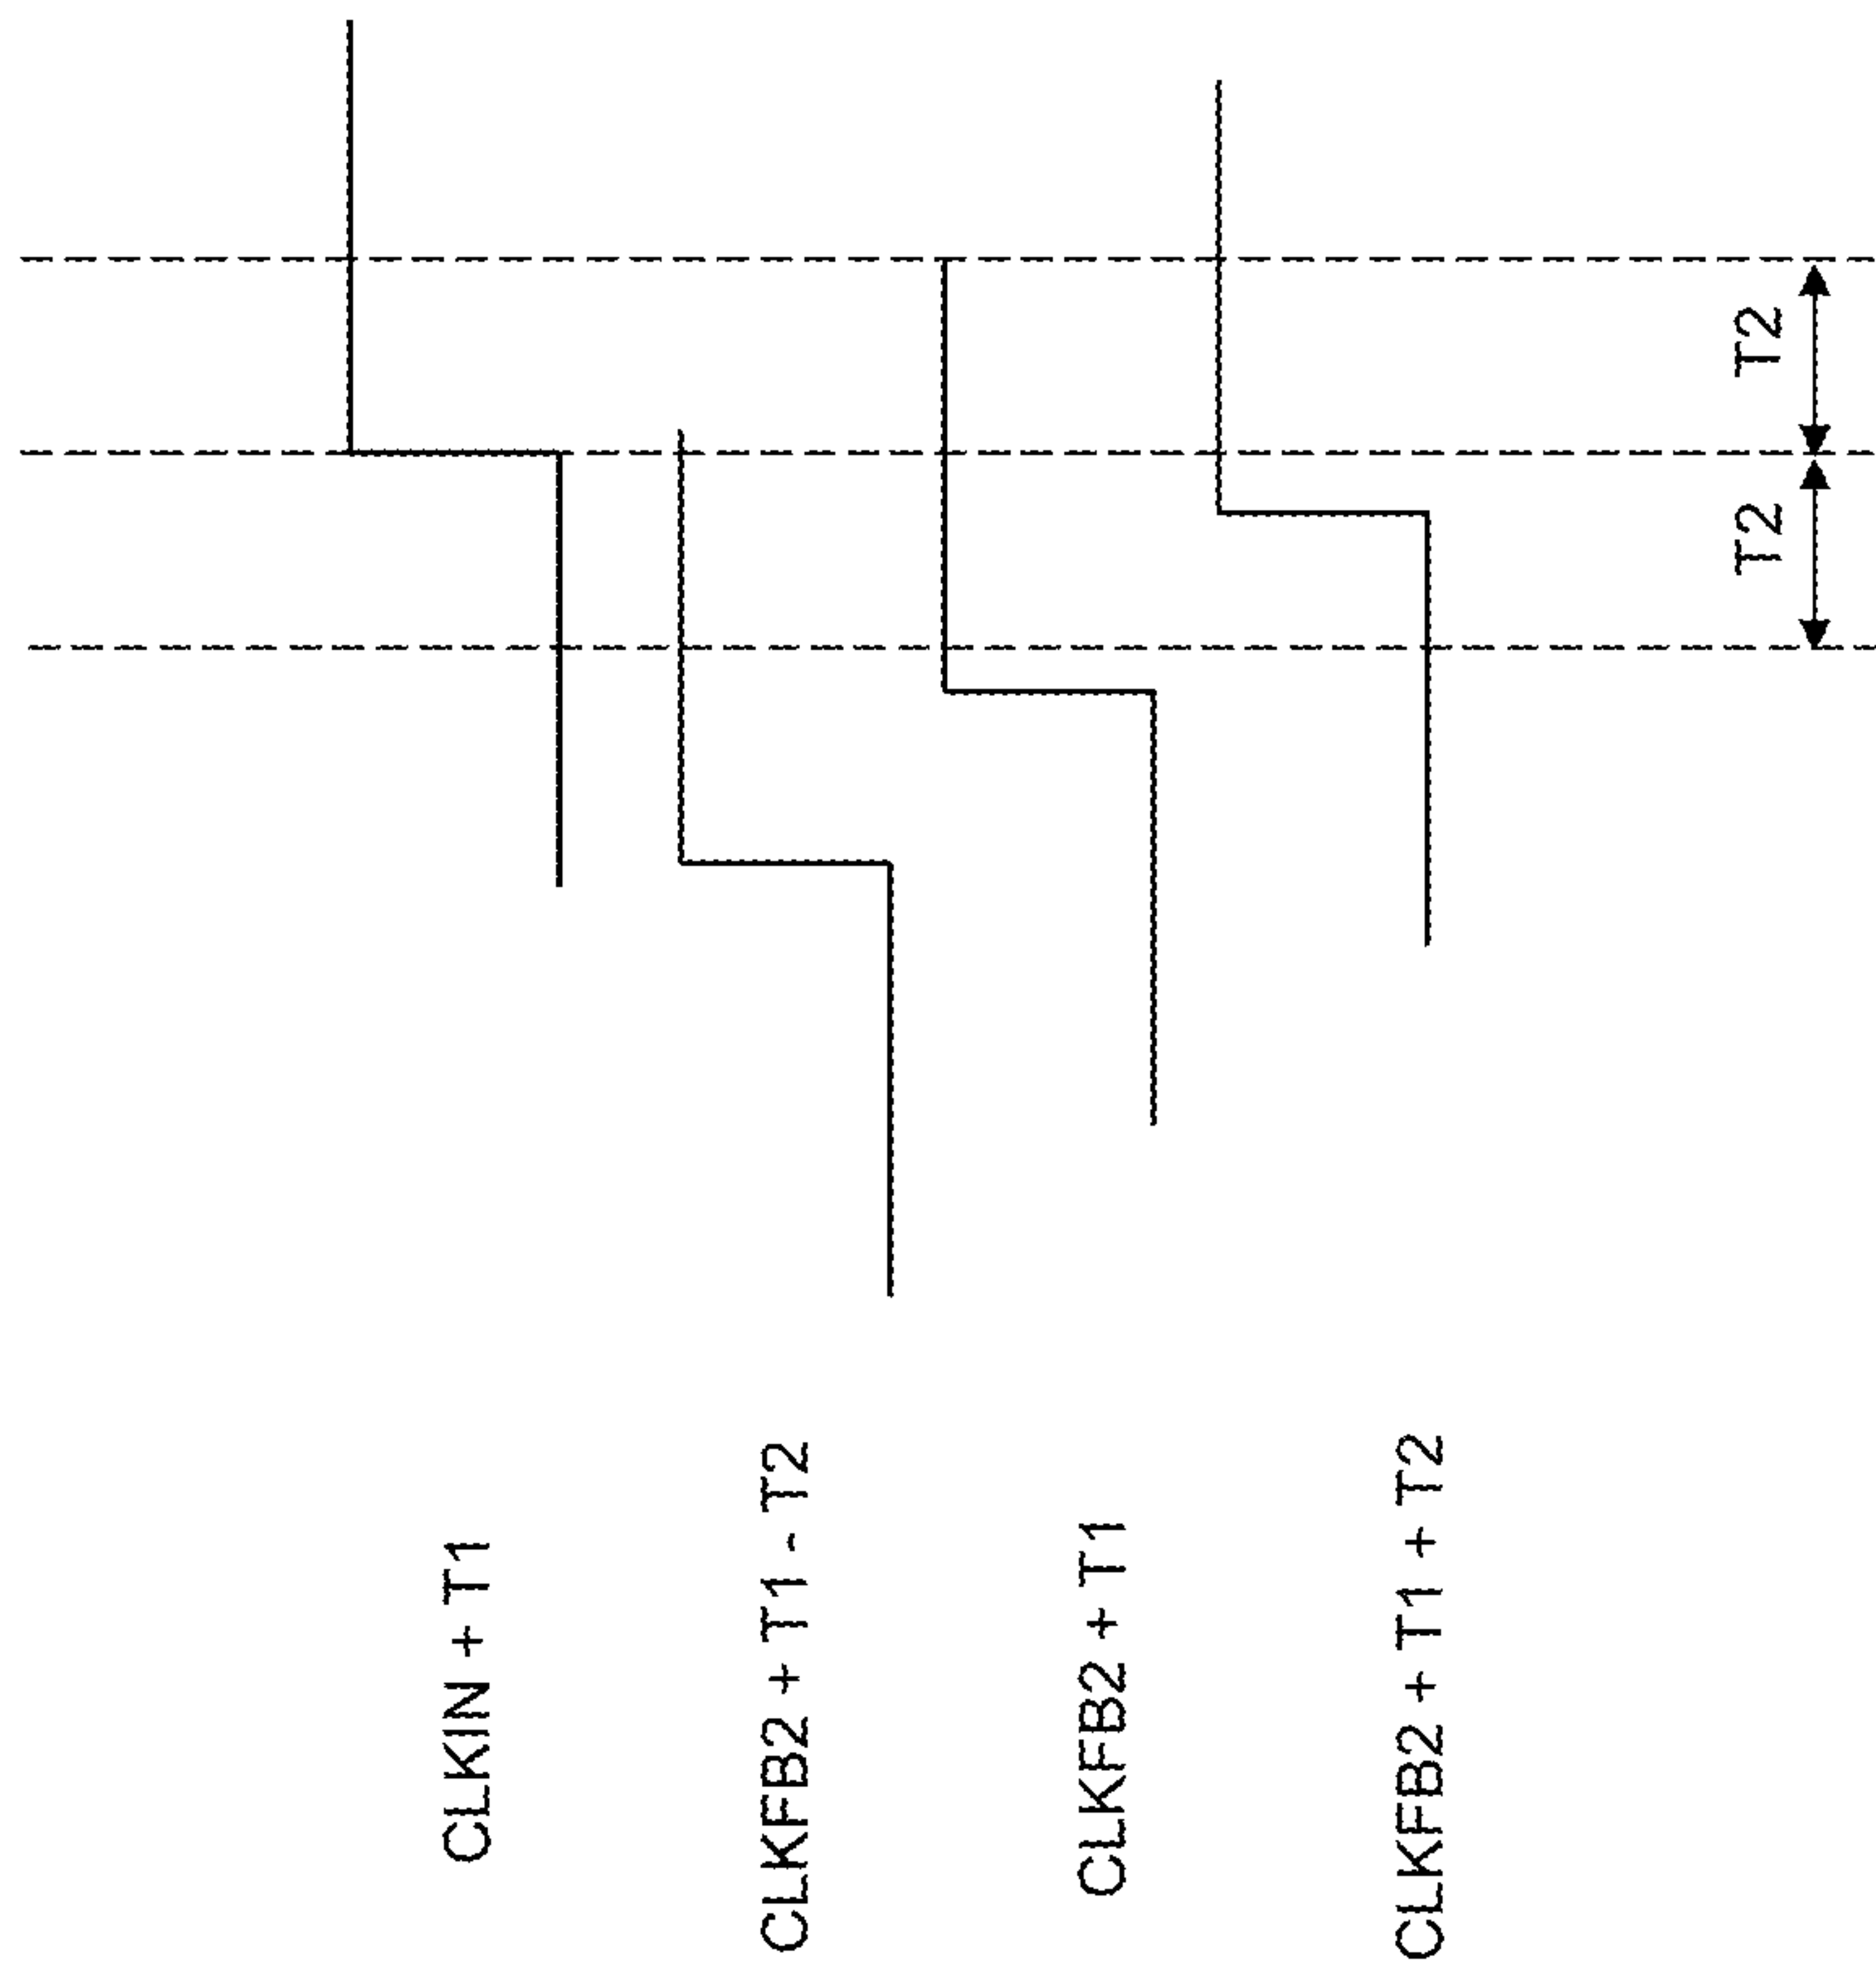 CLKIN + T1
CLKFB2 + T1 - T2
CLKFB2 + T1
CLKFB2 + T1 + T2
T2
T2